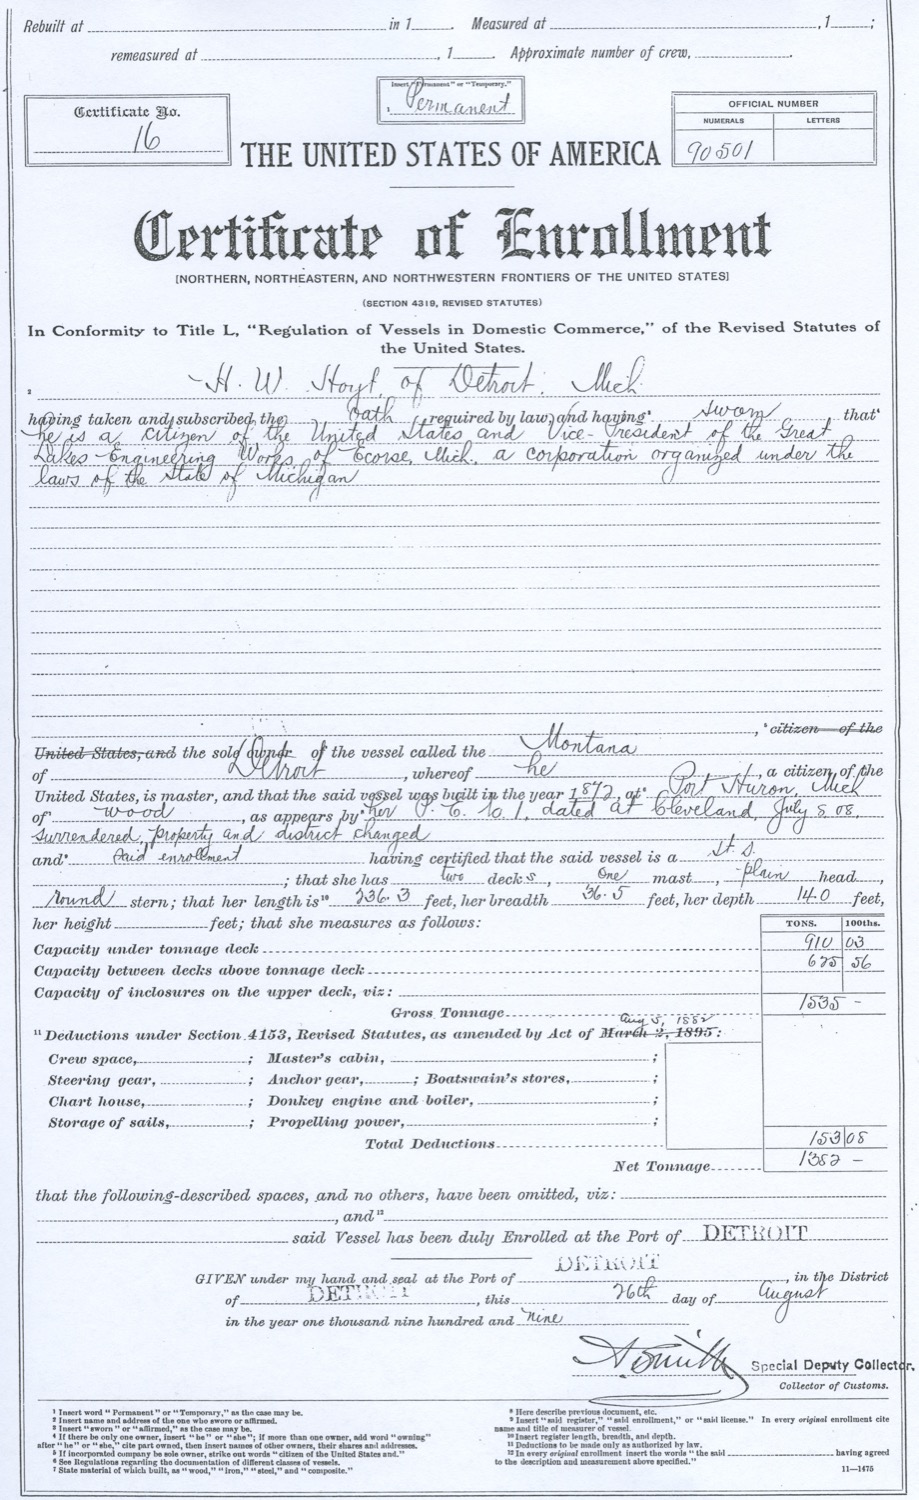 Rebuilt at in 1 . Measured at , 1 ;
remeasured at , 1 . Approximate number of crew, .
Insert "Permanent" or "Temporary."
1 Permanent
Certificate No.
16
OFFICIAL NUMBER
NUMERALS LETTERS
90501
THE UNITED STATES OF AMERICA
Certificate of Enrollment
[NORTHERN, NORTHEASTERN, AND NORTHWESTERN FRONTIERS OF THE UNITED STATES]
(SECTION 4319, REVISED STATUTES)
In Conformity to Title L, "Regulation of Vessels in Domestic Commerce," of the Revised Statutes of
the United States.
2 H. W. Hoyt, of Detroit, Mich
having taken and subscribed the oath required by law, and having 3 sworn that 4
he is a citizen of the United States and Vice-President of the Great
Lakes Engineering Works of Ecorse, Mich., a corporation organized under the
laws of the State of Michigan
, 5 citizen of the
United States, and the sole owner of the vessel called the Montana
of Detroit , whereof he , a citizen of the
United States, is master, and that the said vessel was built in the year 1872, at 6 Port Huron, Mich
of 7 wood , as appears by 8 her P. E. No. 1, dated at Cleveland, July 5 08,
surrendered, property and district changed
and 9 said enrollment having certified that the said vessel is a St. s.
; that she has two decks, one mast, plain head,
round stern; that her length is 10 236.3 feet, her breadth 36.5 feet, her depth 14.0 feet,
her height feet; that she measures as follows:
TONS. 100ths.
Capacity under tonnage deck 910 03
Capacity between decks above tonnage deck 625 56
Capacity of inclosures on the upper deck, viz:
Gross Tonnage 1535 -
Aug 5, 1882
11 Deductions under Section 4153, Revised Statutes, as amended by Act of March 2, 1895:
Crew space, ; Master's cabin, ;
Steering gear, ; Anchor gear, ; Boatswain's stores, ;
Chart house, ; Donkey engine and boiler, ;
Storage of sails, ; Propelling power, ;
Total Deductions 153 08
Net Tonnage 1382 -
that the following-described spaces, and no others, have been omitted, viz:
, and 12
said Vessel has been duly Enrolled at the Port of DETROIT
GIVEN under my hand and seal at the Port of DETROIT , in the District
of DETROIT , this 26th day of August
in the year one thousand nine hundred and nine
Smith Special Deputy Collector.
Collector of Customs.
1 Insert word "Permanent" or "Temporary," as the case may be.
2 Insert name and address of the one who swore or affirmed.
3 Insert "sworn" or "affirmed," as the case may be.
4 If there be only one owner, insert "he" or "she"; if more than one owner, add word "owning"
after "he" or "she," cite part owned, then insert names of other owners, their shares and addresses.
5 If incorporated company be sole owner, strike out words "citizen of the United States and."
6 See Regulations regarding the documentation of different classes of vessels.
7 State material of which built, as "wood," "iron," "steel," and "composite."
8 Here describe previous document, etc.
9 Insert "said register," "said enrollment," or "said license." In every original enrollment cite
name and title of measurer of vessel.
10 Insert register length, breadth, and depth.
11 Deductions to be made only as authorized by law.
12 In every original enrollment insert the words "the said having agreed
to the description and measurement above specified."
11—1475